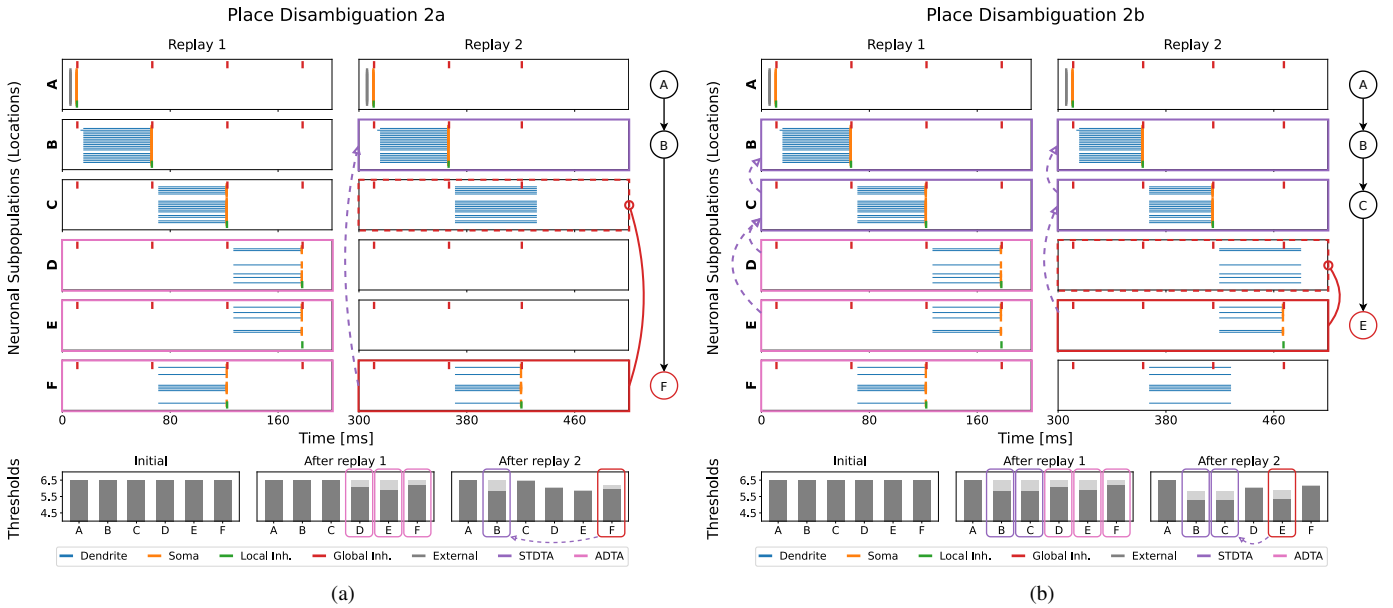 Place Disambiguation 2a
Replay 1 Replay 2
Neuronal Subpopulations (Locations)
A
B
C
D
E
F
A
B
F
0 80 160 300 380 460
Time [ms]
Thresholds
Initial After replay 1 After replay 2
6.5
4.5
A B C D E F A B C D E F A B C D E F
Dendrite Soma Local Inh. Global Inh. External STDTA ADTA
(a)
Place Disambiguation 2b
Replay 1 Replay 2
Neuronal Subpopulations (Locations)
A
B
C
D
E
F
A
B
C
E
0 80 160 300 380 460
Time [ms]
Thresholds
Initial After replay 1 After replay 2
6.5
4.5
A B C D E F A B C D E F A B C D E F
Dendrite Soma Local Inh. Global Inh. External STDTA ADTA
(b)